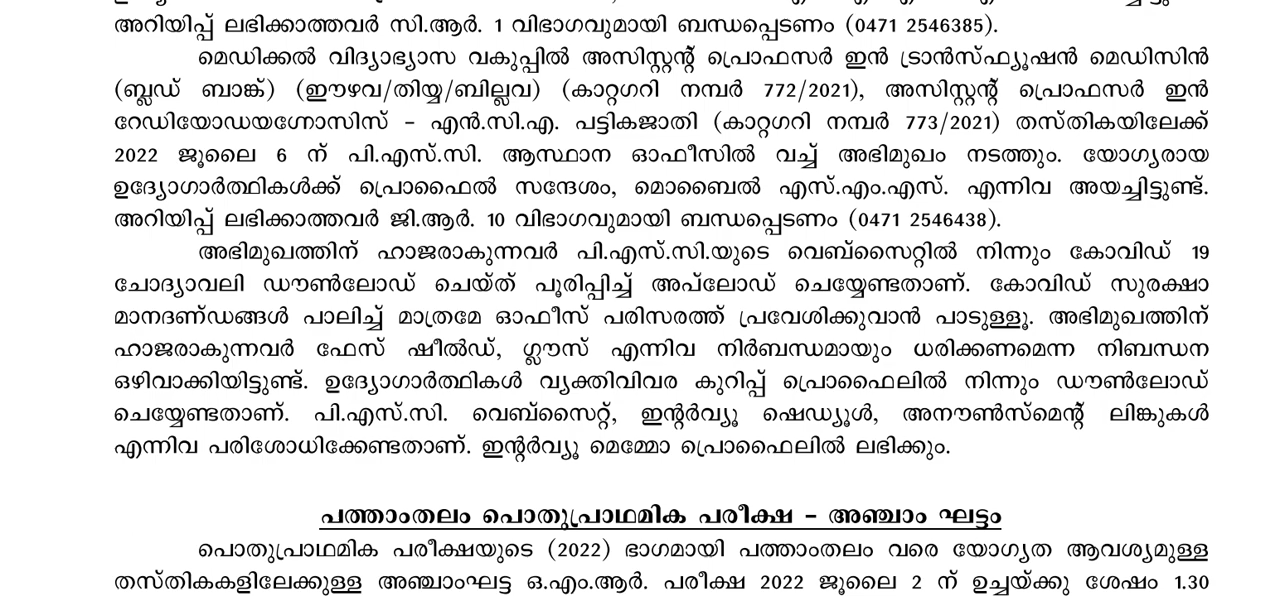 അറിയിപ്പ് ലഭിക്കാത്തവർ സി.ആർ. 1 വിഭാഗവുമായി ബന്ധപ്പെടണം (0471 2546385).
മെഡിക്കൽ വിദ്യാഭ്യാസ വകുപ്പിൽ അസിസ്റ്റന്റ് പ്രൊഫസർ ഇൻ ട്രാൻസ്ഫ്യൂഷൻ മെഡിസിൻ
(ബ്ലഡ് ബാങ്ക്) (ഈഴവ/തിയ്യ/ബില്ലവ) (കാറ്റഗറി നമ്പർ 772/2021), അസിസ്റ്റന്റ് പ്രൊഫസർ ഇൻ
റേഡിയോഡയഗ്നോസിസ് – എൻ.സി.എ. പട്ടികജാതി (കാറ്റഗറി നമ്പർ 773/2021) തസ്തികയിലേക്ക്
2022 ജൂലൈ 6 ന് പി.എസ്.സി. ആസ്ഥാന ഓഫീസിൽ വച്ച് അഭിമുഖം നടത്തും. യോഗ്യരായ
ഉദ്യോഗാർത്ഥികൾക്ക് പ്രൊഫൈൽ സന്ദേശം, മൊബൈൽ എസ്.എം.എസ്. എന്നിവ അയച്ചിട്ടുണ്ട്.
അറിയിപ്പ് ലഭിക്കാത്തവർ ജി.ആർ. 10 വിഭാഗവുമായി ബന്ധപ്പെടണം (0471 2546438).
അഭിമുഖത്തിന് ഹാജരാകുന്നവർ പി.എസ്.സി.യുടെ വെബ്സൈറ്റിൽ നിന്നും കോവിഡ് 19
ചോദ്യാവലി ഡൗൺലോഡ് ചെയ്ത് പൂരിപ്പിച്ച് അപ്‌ലോഡ് ചെയ്യേണ്ടതാണ്. കോവിഡ് സുരക്ഷാ
മാനദണ്ഡങ്ങൾ പാലിച്ച് മാത്രമേ ഓഫീസ് പരിസരത്ത് പ്രവേശിക്കുവാൻ പാടുള്ളൂ. അഭിമുഖത്തിന്
ഹാജരാകുന്നവർ ഫേസ് ഷീൽഡ്, ഗ്ലൗസ് എന്നിവ നിർബന്ധമായും ധരിക്കണമെന്ന നിബന്ധന
ഒഴിവാക്കിയിട്ടുണ്ട്. ഉദ്യോഗാർത്ഥികൾ വ്യക്തിവിവര കുറിപ്പ് പ്രൊഫൈലിൽ നിന്നും ഡൗൺലോഡ്
ചെയ്യേണ്ടതാണ്. പി.എസ്.സി. വെബ്സൈറ്റ്, ഇന്റർവ്യൂ ഷെഡ്യൂൾ, അനൗൺസ്മെന്റ് ലിങ്കുകൾ
എന്നിവ പരിശോധിക്കേണ്ടതാണ്. ഇന്റർവ്യൂ മെമ്മോ പ്രൊഫൈലിൽ ലഭിക്കും.
പത്താംതലം പൊതുപ്രാഥമിക പരീക്ഷ – അഞ്ചാം ഘട്ടം
പൊതുപ്രാഥമിക പരീക്ഷയുടെ (2022) ഭാഗമായി പത്താംതലം വരെ യോഗ്യത ആവശ്യമുള്ള
തസ്തികകളിലേക്കുള്ള അഞ്ചാംഘട്ട ഒ.എം.ആർ. പരീക്ഷ 2022 ജൂലൈ 2 ന് ഉച്ചയ്ക്കു ശേഷം 1.30